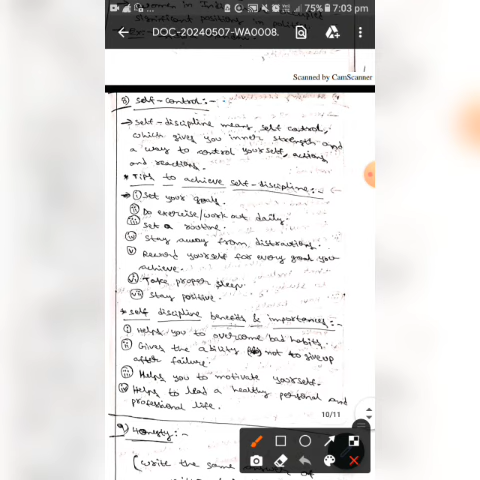 7:03 pm
75%
DOC-20240507-WA0008.
significant positions in
Scanned by CamScanner
8) self-control:-
→ self-discipline means self control,
which gives you inner strength and
a way to control yourself, actions,
and reactions.
* Tips to achieve self-discipline:-
→ (i) Set your goals.
(ii) Do exercise/work out daily.
(iii) Set a routine.
(iv) Stay away from distractions.
(v) Reward yourself for every goal you
achieve.
(vi) Take proper sleep
(vii) Stay positive.
* self discipline benefits & importances:-
(i) Helps you to overcome bad habits.
(ii) Gives the ability not to give up
after failure.
(iii) Helps you to motivate yourself.
(iv) Helps to lead a healthy personal and
professional life.
10/11
9) Honesty:-
(write the same of